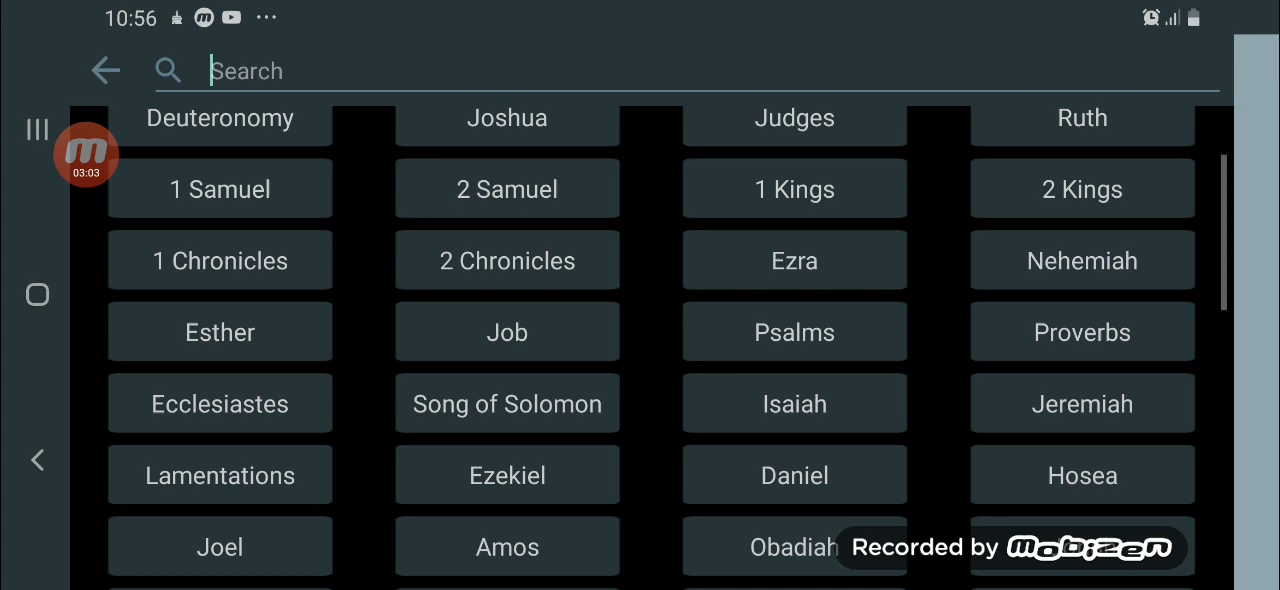 10:56
Search
Deuteronomy Joshua Judges Ruth
m
03:03
1 Samuel 2 Samuel 1 Kings 2 Kings
1 Chronicles 2 Chronicles Ezra Nehemiah
Esther Job Psalms Proverbs
Ecclesiastes Song of Solomon Isaiah Jeremiah
Lamentations Ezekiel Daniel Hosea
Joel Amos Obadiah
Recorded by mobizen